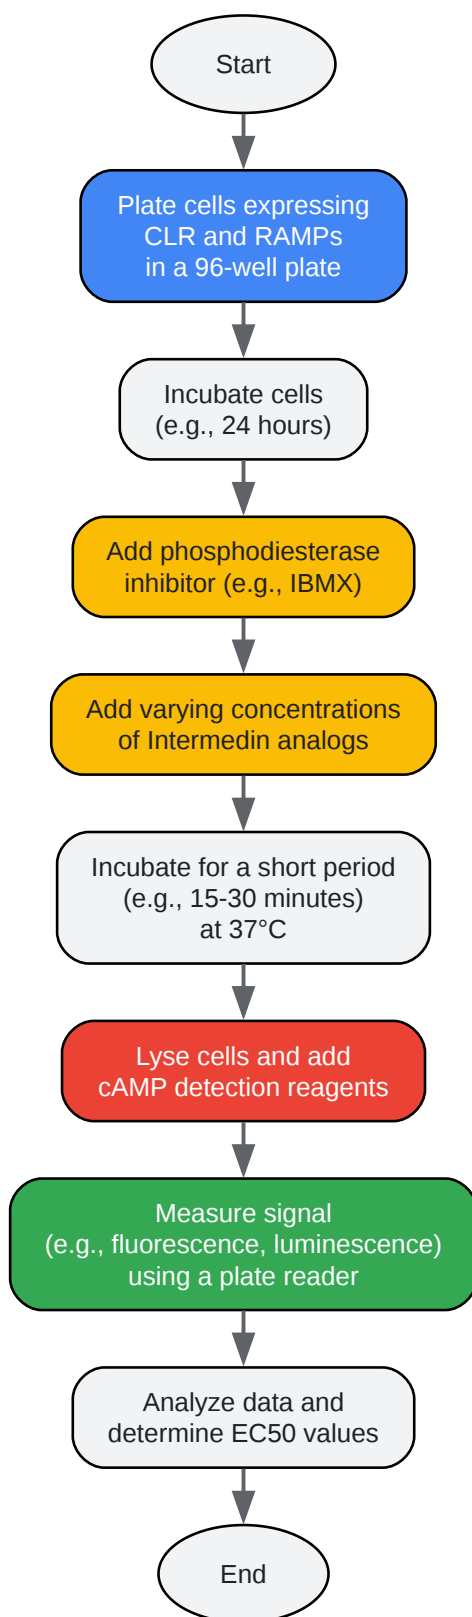 Start
Plate cells expressing
CLR and RAMPs
in a 96-well plate
Incubate cells
(e.g., 24 hours)
Add phosphodiesterase
inhibitor (e.g., IBMX)
Add varying concentrations
of Intermedin analogs
Incubate for a short period
(e.g., 15-30 minutes)
at 37°C
Lyse cells and add
cAMP detection reagents
Measure signal
(e.g., fluorescence, luminescence)
using a plate reader
Analyze data and
determine EC50 values
End